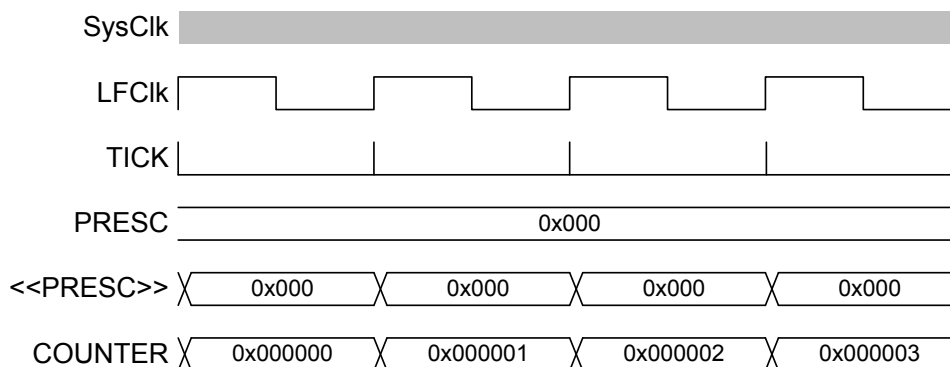 SysClk
LFClk
TICK
PRESC 0x000
<<PRESC>> 0x000 0x000 0x000 0x000
COUNTER 0x000000 0x000001 0x000002 0x000003